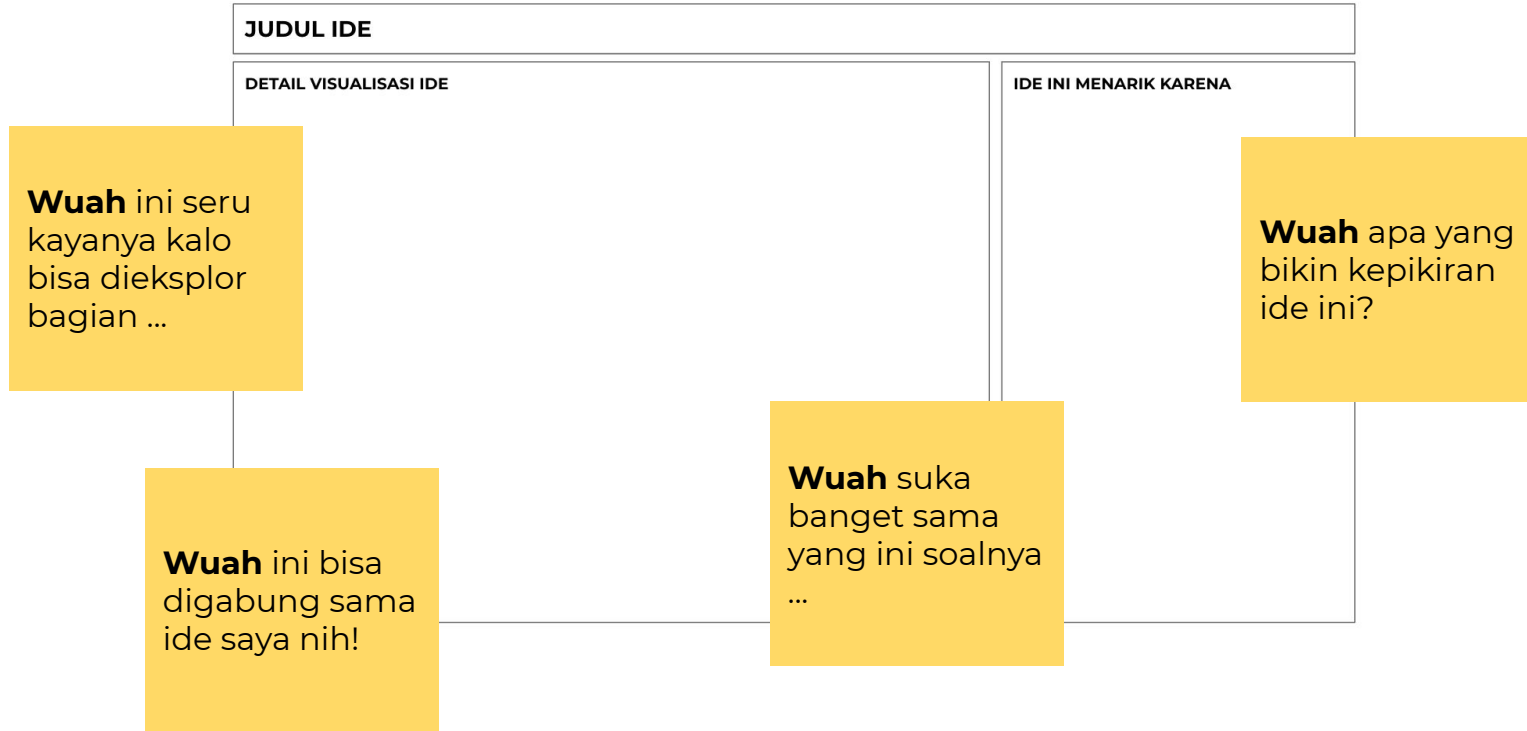 JUDUL IDE
DETAIL VISUALISASI IDE
IDE INI MENARIK KARENA
Wuah ini seru
kayanya kalo
bisa dieksplor
bagian ...
Wuah apa yang
bikin kepikiran
ide ini?
Wuah suka
banget sama
yang ini soalnya
...
Wuah ini bisa
digabung sama
ide saya nih!